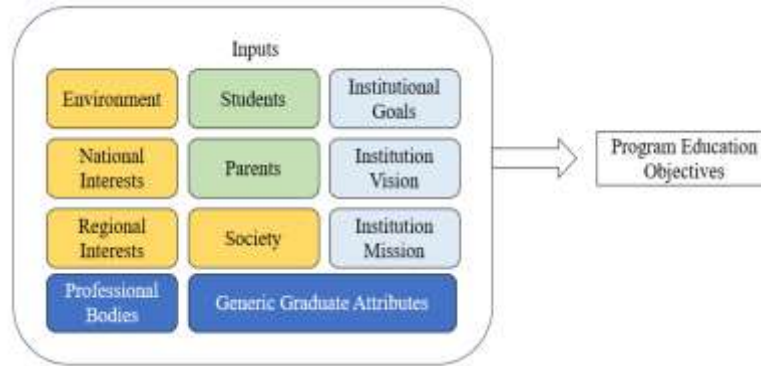 Inputs
Environment
Students
Institutional
Goals
National
Interests
Parents
Institution
Vision
Regional
Interests
Society
Institution
Mission
Professional
Bodies
Generic Graduate Attributes
Program Education
Objectives